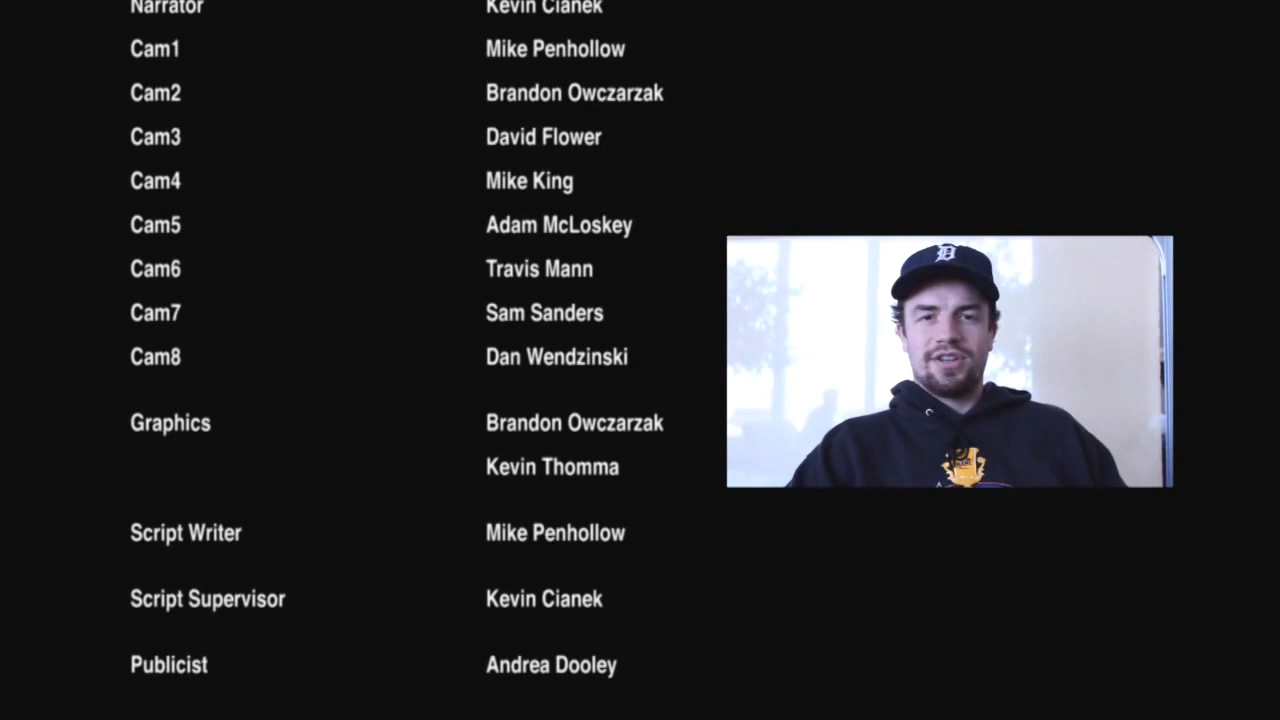 Narrator Kevin Cianek
Cam1 Mike Penhollow
Cam2 Brandon Owczarzak
Cam3 David Flower
Cam4 Mike King
Cam5 Adam McLoskey
Cam6 Travis Mann
Cam7 Sam Sanders
Cam8 Dan Wendzinski
Graphics Brandon Owczarzak
Kevin Thomma
Script Writer Mike Penhollow
Script Supervisor Kevin Cianek
Publicist Andrea Dooley
D